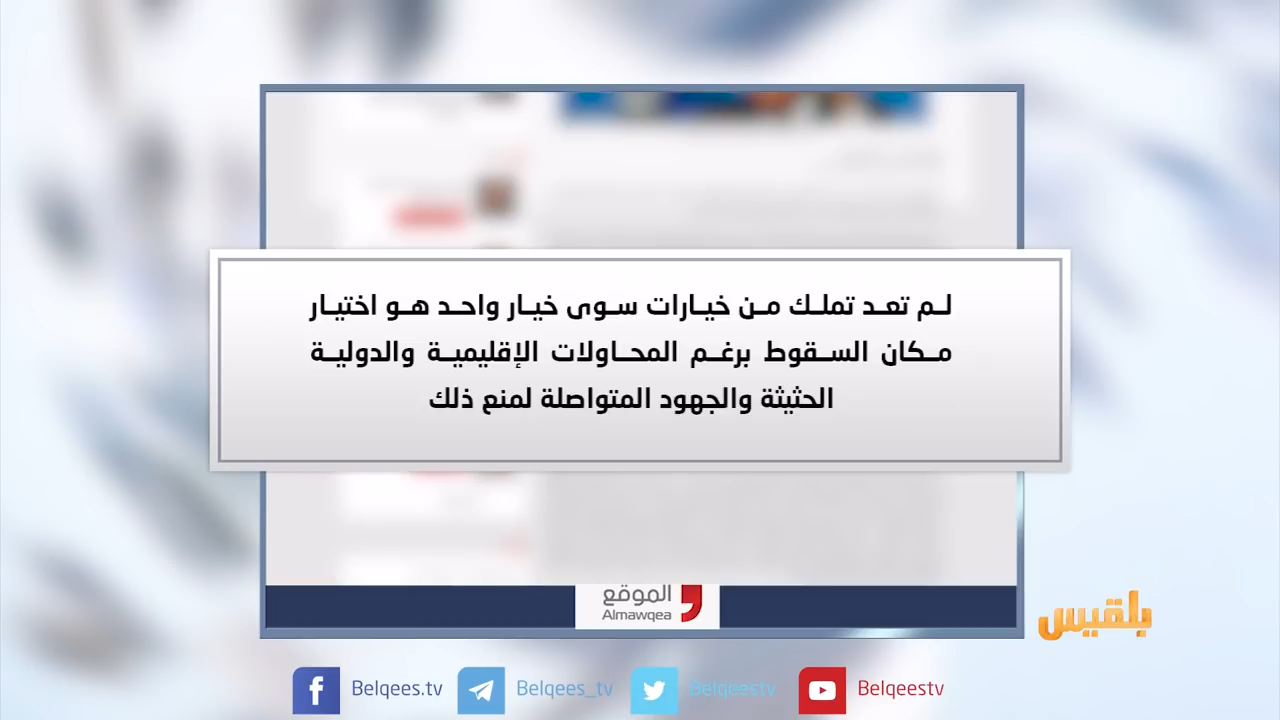 لم تعد تملك من خيارات سوى خيار واحد هو اختيار
مكان السقوط برغم المحاولات الإقليمية والدولية
الحثيثة والجهود المتواصلة لمنع ذلك
الموقع
Almawqea
بلقيس
Belqees.tv
Belqees_tv
Belqeestv
Belqeestv